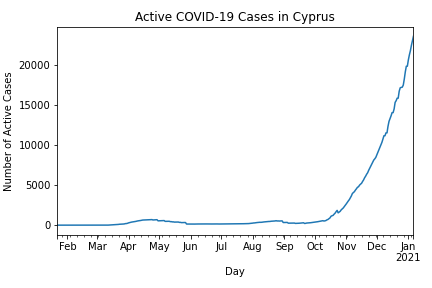 Active COVID-19 Cases in Cyprus
Number of Active Cases
20000
15000
10000
5000
0
Feb Mar Apr May Jun Jul Aug Sep Oct Nov Dec Jan
2021
Day